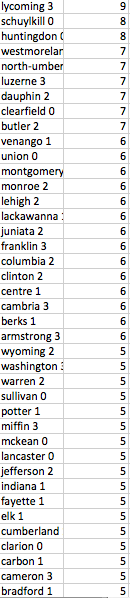 lycoming 3 9
schuylkill 0 8
huntingdon 0 8
westmorelan 7
north-umber 7
luzerne 3 7
dauphin 2 7
clearfield 0 7
butler 2 7
venango 1 6
union 0 6
montgomery 6
monroe 2 6
lehigh 2 6
lackawanna 1 6
juniata 2 6
franklin 3 6
columbia 2 6
clinton 2 6
centre 1 6
cambria 3 6
berks 1 6
armstrong 3 6
wyoming 2 5
washington 3 5
warren 2 5
sullivan 0 5
potter 1 5
miffin 3 5
mckean 0 5
lancaster 0 5
jefferson 2 5
indiana 1 5
fayette 1 5
elk 1 5
cumberland 5
clarion 0 5
carbon 1 5
cameron 3 5
bradford 1 5